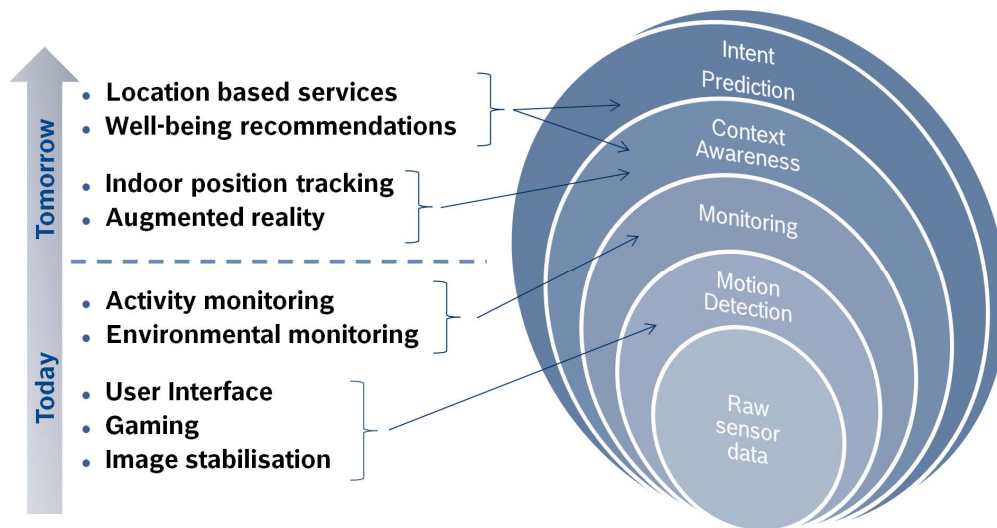 Tomorrow
Today
• Location based services
• Well-being recommendations
• Indoor position tracking
• Augmented reality
• Activity monitoring
• Environmental monitoring
• User Interface
• Gaming
• Image stabilisation
Intent
Prediction
Context
Awareness
Monitoring
Motion
Detection
Raw
sensor
data